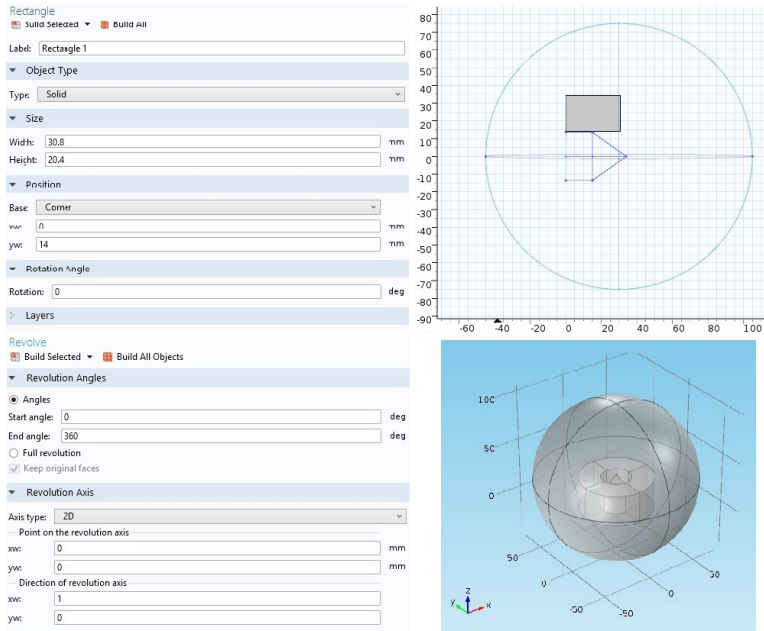 Rectangle
Build Selected Build All
Label: Rectangle 1
Object Type
Type: Solid
Size
Width: 30.8 mm
Height: 20.4 mm
Position
Base: Corner
xw: 0 mm
yw: 14 mm
Rotation Angle
Rotation: 0 deg
Layers
80
70
60
50
40
30
20
10
0
-10
-20
-30
-40
-50
-60
-70
-80
-90
-60 -40 -20 0 20 40 60 80 100
Revolve
Build Selected Build All Objects
Revolution Angles
Angles
Start angle: 0 deg
End angle: 360 deg
Full revolution
Keep original faces
Revolution Axis
Axis type: 2D
Point on the revolution axis
xw: 0 mm
yw: 0 mm
Direction of revolution axis
xw: 1
yw: 0
100
50
0
50
0
-50
-50
0
50
z
y
x